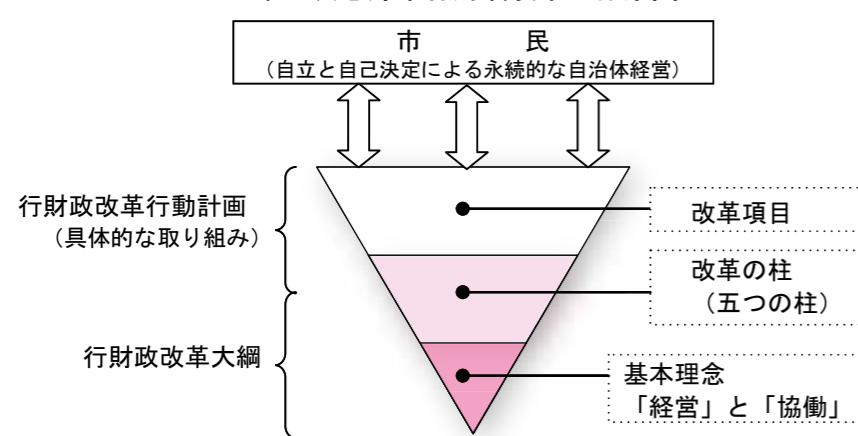 市　　　　民
（自立と自己決定による永続的な自治体経営）
行財政改革行動計画
（具体的な取り組み）
改革項目
改革の柱
（五つの柱）
行財政改革大綱
基本理念
「経営」と「協働」